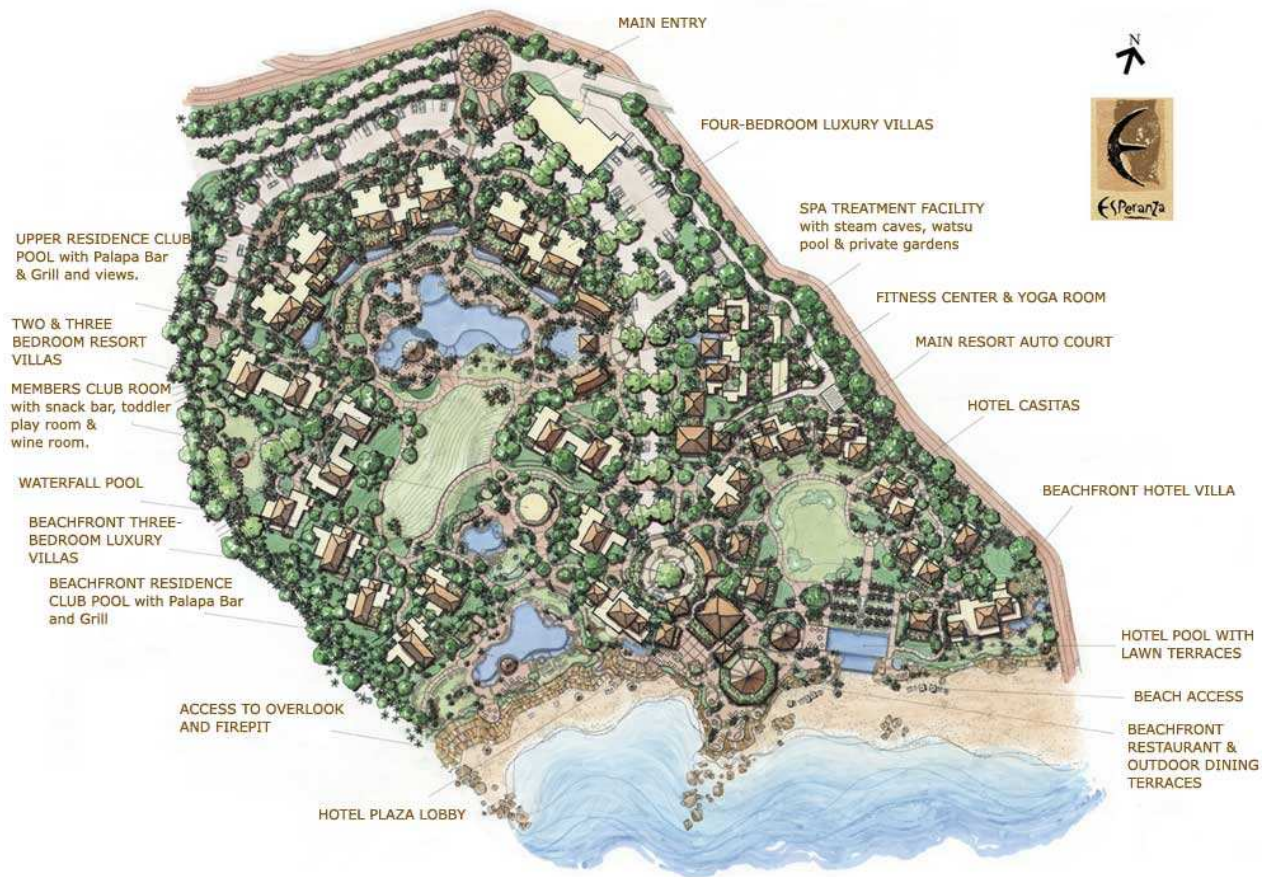 MAIN ENTRY
N
FOUR-BEDROOM LUXURY VILLAS
ESPeranza
SPA TREATMENT FACILITY
with steam caves, watsu
pool & private gardens
UPPER RESIDENCE CLUB
POOL with Palapa Bar
& Grill and views.
FITNESS CENTER & YOGA ROOM
TWO & THREE
BEDROOM RESORT
VILLAS
MAIN RESORT AUTO COURT
MEMBERS CLUB ROOM
with snack bar, toddler
play room &
wine room.
HOTEL CASITAS
WATERFALL POOL
BEACHFRONT HOTEL VILLA
BEACHFRONT THREE-
BEDROOM LUXURY
VILLAS
BEACHFRONT RESIDENCE
CLUB POOL with Palapa Bar
and Grill
HOTEL POOL WITH
LAWN TERRACES
BEACH ACCESS
ACCESS TO OVERLOOK
AND FIREPIT
BEACHFRONT
RESTAURANT &
OUTDOOR DINING
TERRACES
HOTEL PLAZA LOBBY